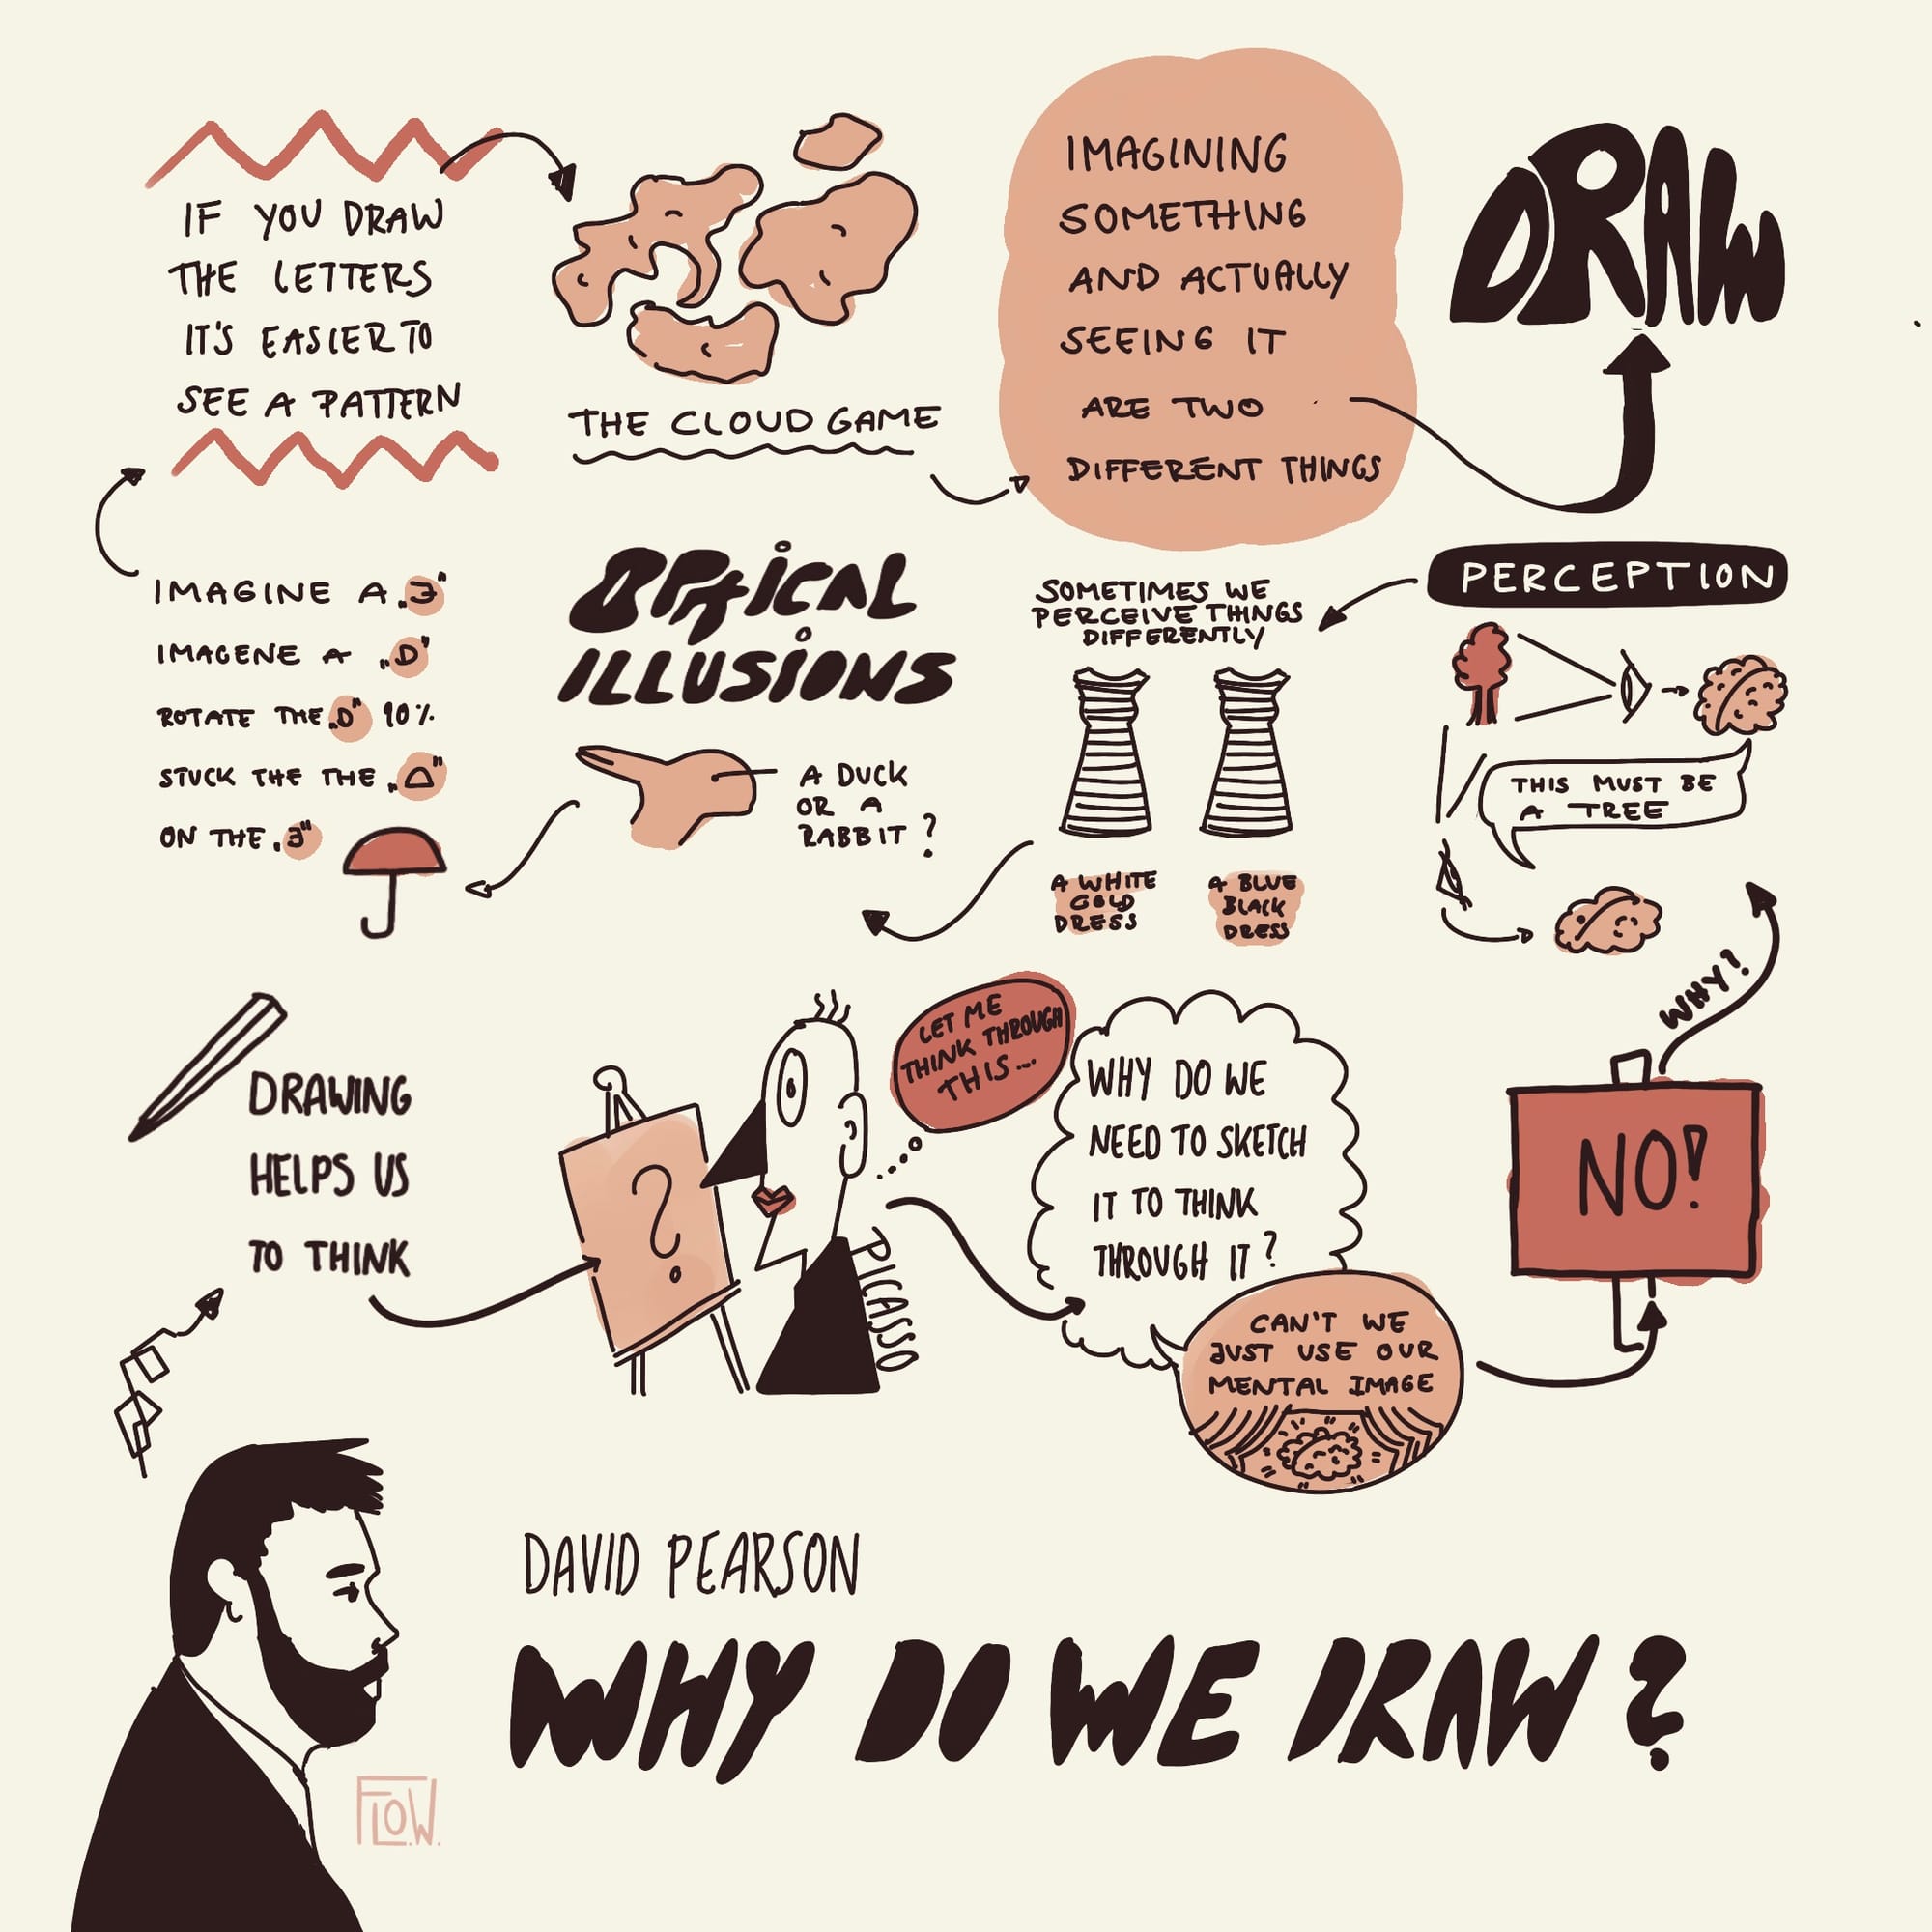 IF YOU DRAW
THE LETTERS
IT'S EASIER TO
SEE A PATTERN
THE CLOUD GAME
IMAGINING
SOMETHING
AND ACTUALLY
SEEING IT
ARE TWO
DIFFERENT THINGS
DRAW
IMAGINE A „J"
IMAGENE A „D"
ROTATE THE „D" 90%
STUCK THE THE „D"
ON THE „J"
OPTICAL
ILLUSIONS
A DUCK
OR A
RABBIT?
SOMETIMES WE
PERCEIVE THINGS
DIFFERENTLY
A WHITE
GOLD
DRESS
A BLUE
BLACK
DRESS
PERCEPTION
THIS MUST BE
A TREE
WHY?
DRAWING
HELPS US
TO THINK
?
PICASSO
LET ME
THINK THROUGH
THIS...
WHY DO WE
NEED TO SKETCH
IT TO THINK
THROUGH IT?
CAN'T WE
JUST USE OUR
MENTAL IMAGE
NO!
DAVID PEARSON
WHY DO WE DRAW?
FLO.W.